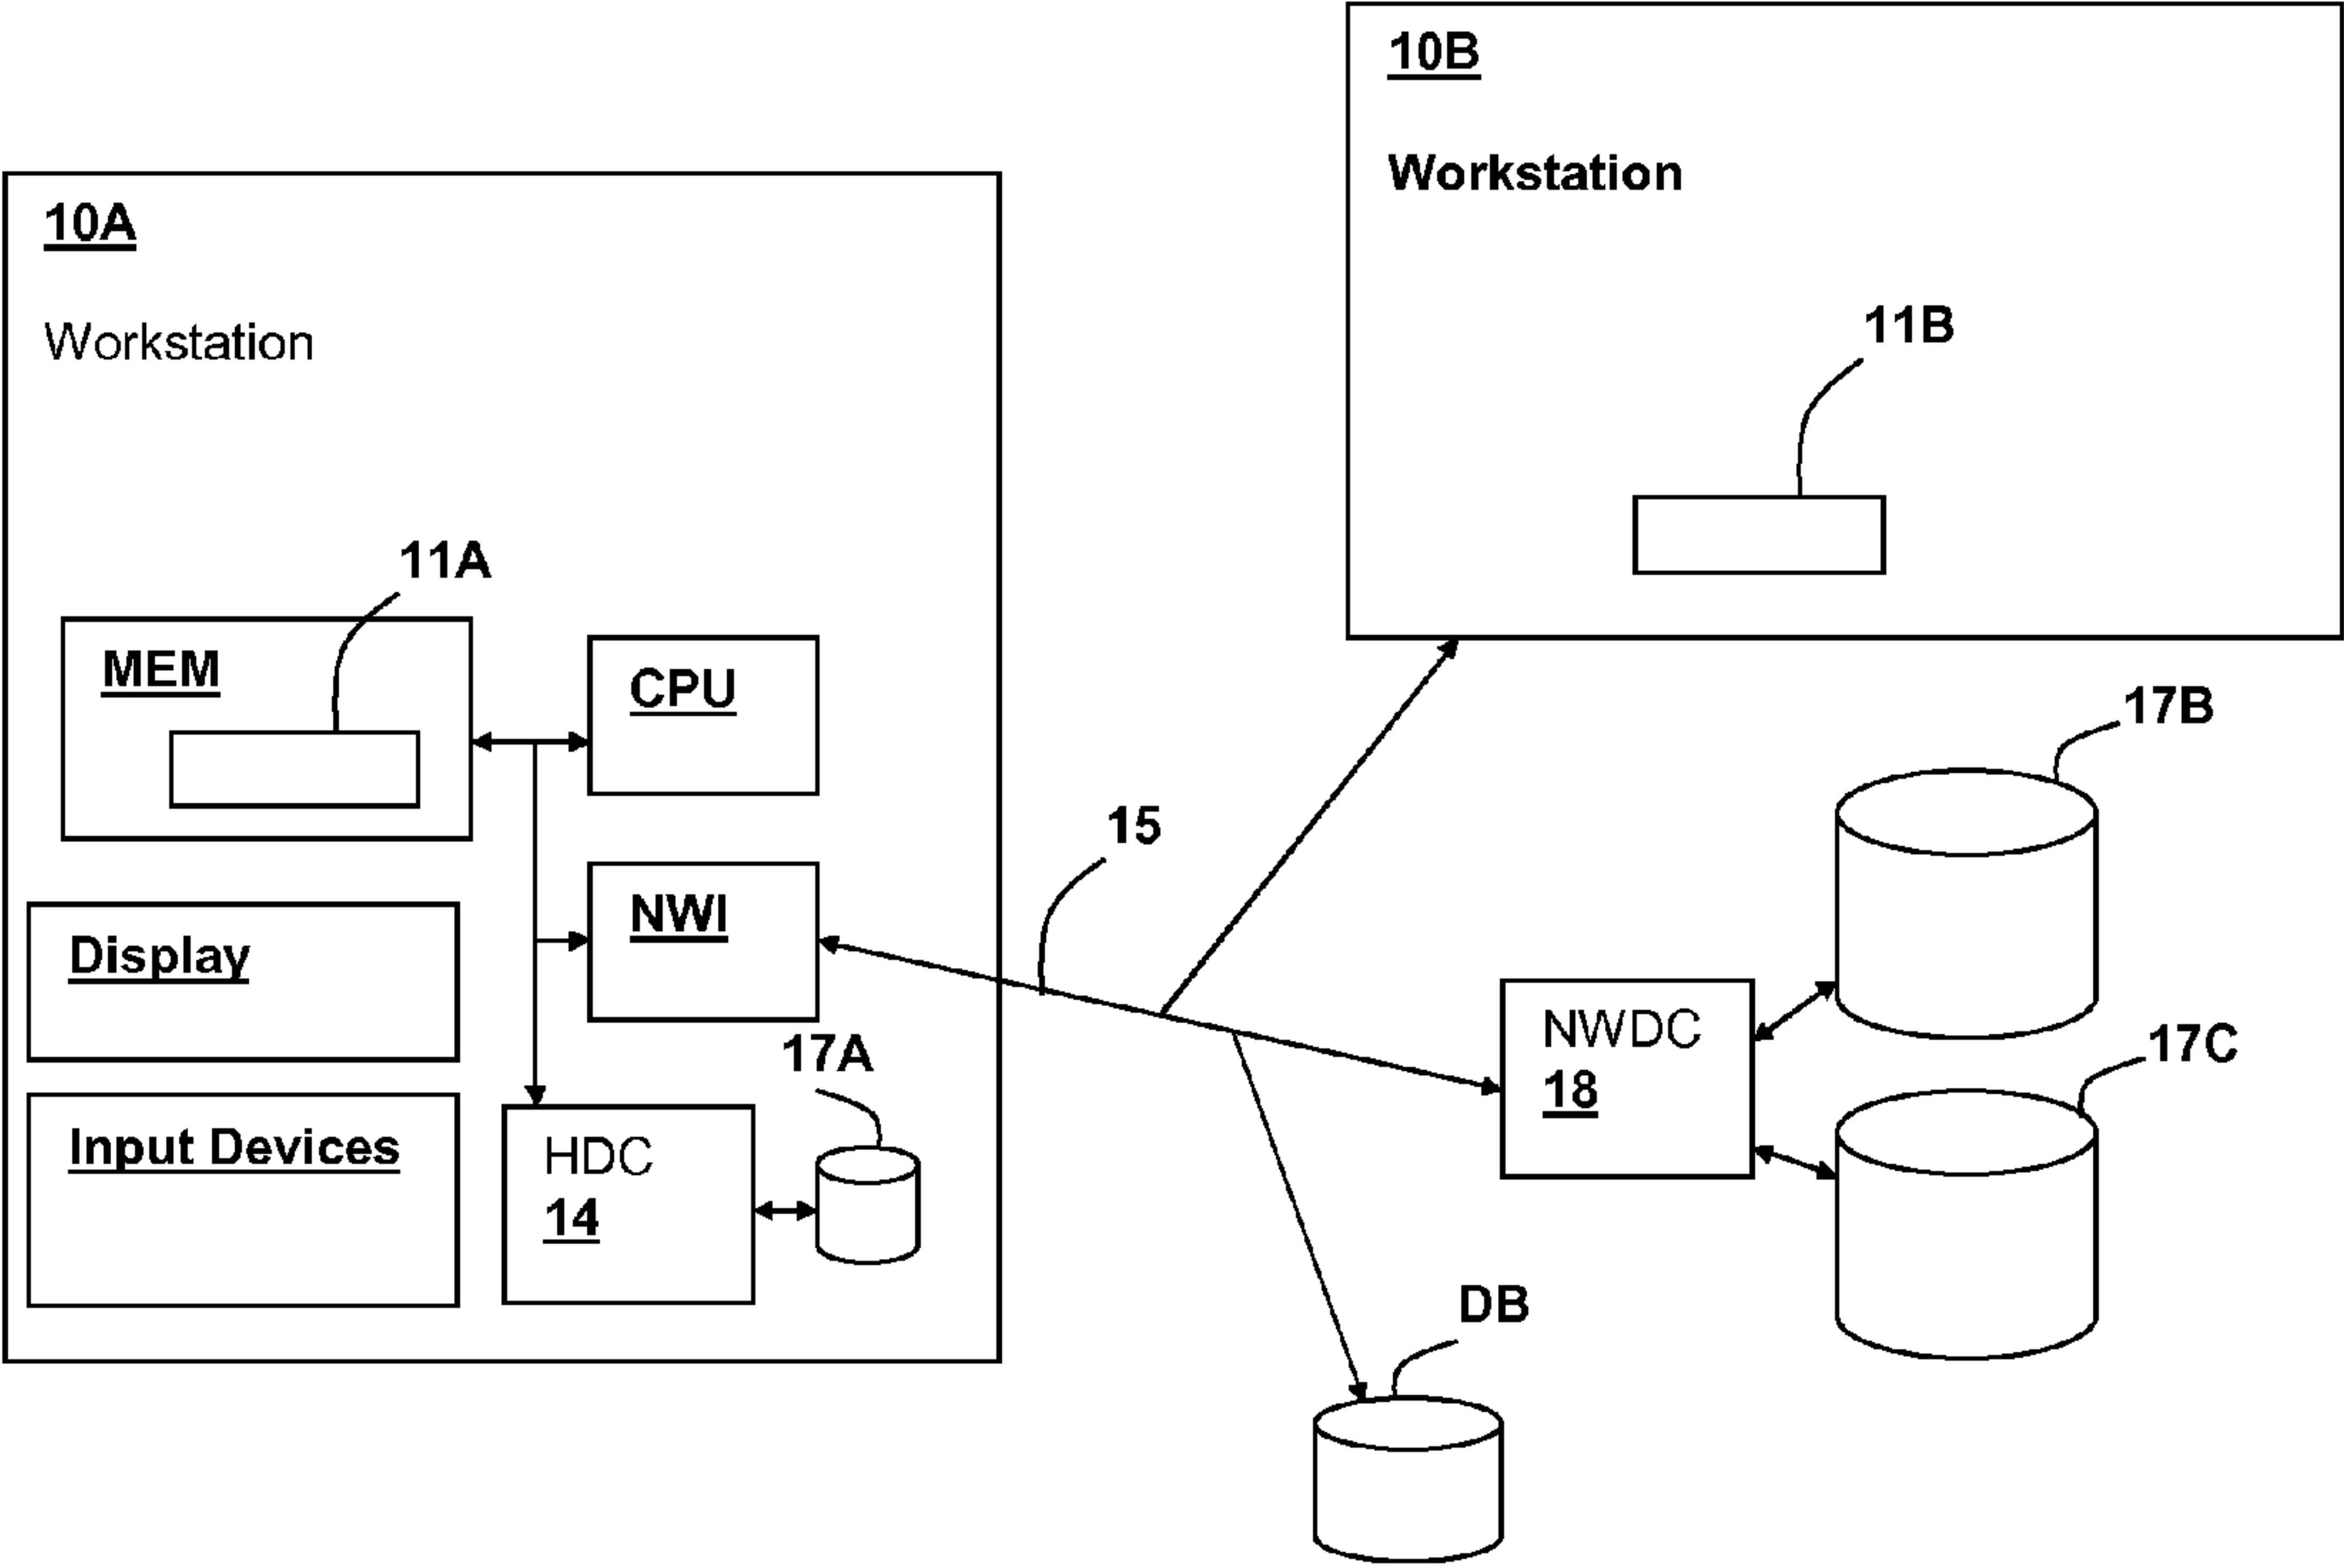 10B
Workstation
11B
10A
Workstation
11A
MEM
CPU
NWI
Display
Input Devices
HDC
14
17A
15
17B
NWDC
18
17C
DB